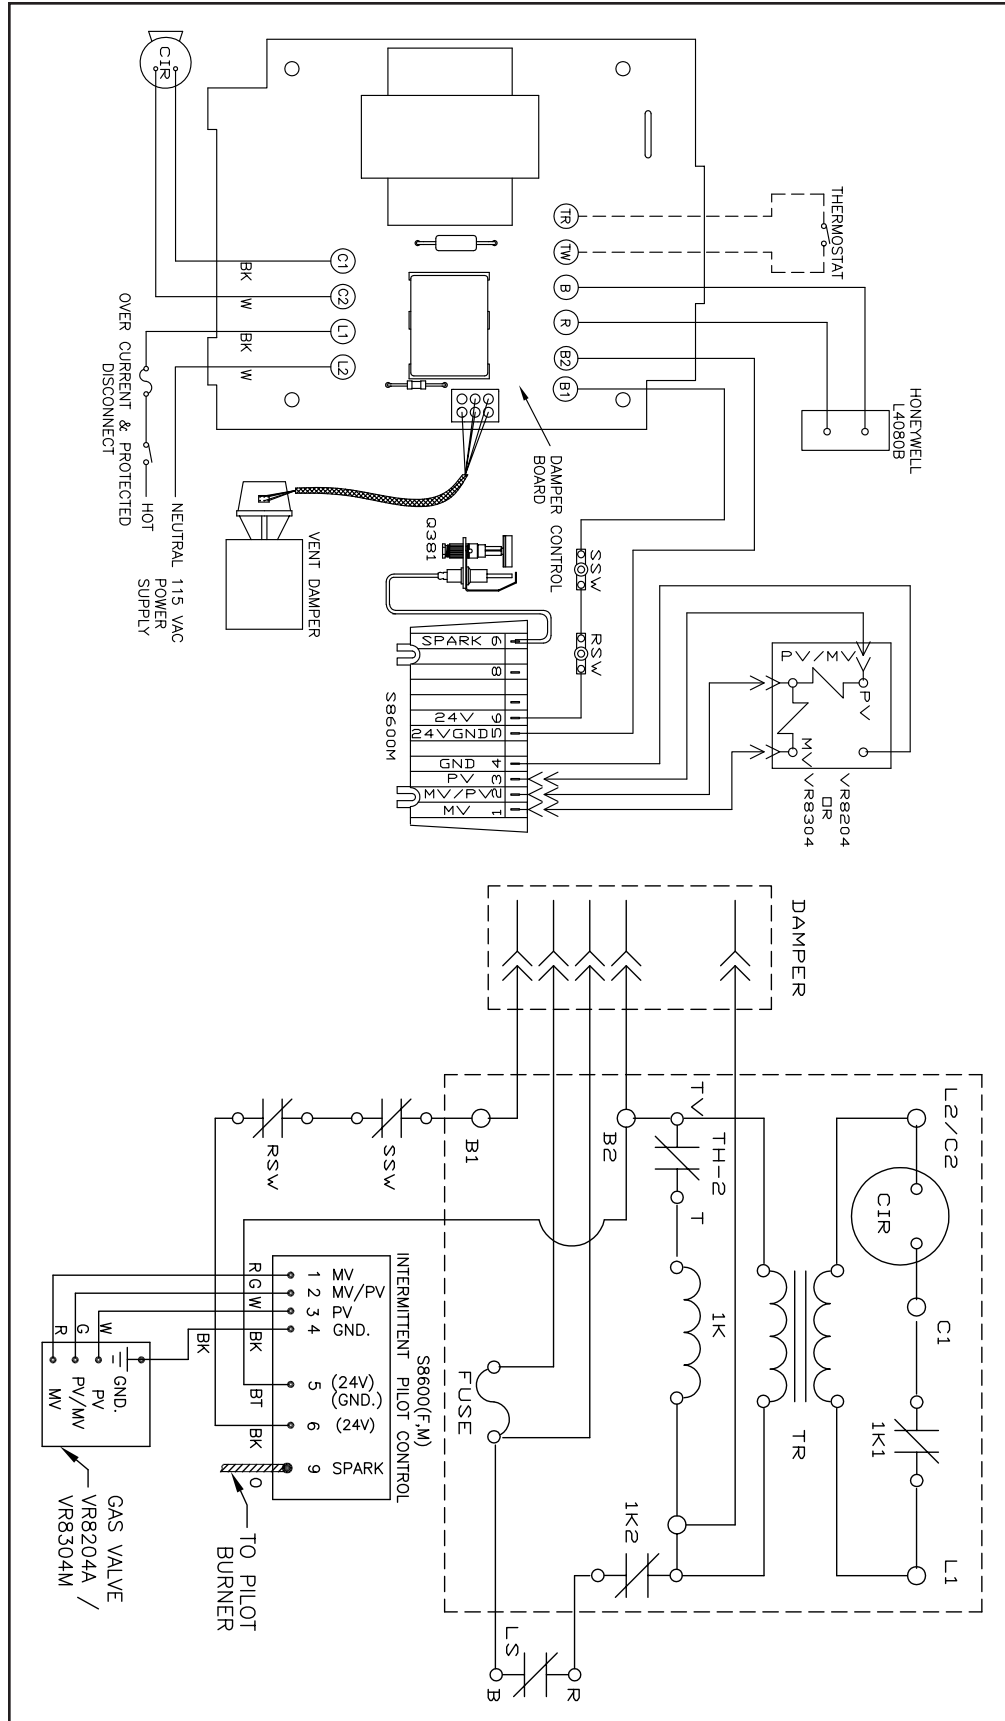 THERMOSTAT
HONEYWELL
L4080B
TR
TW
B
R
B2
B1
CIR
C1
C2
L1
L2
BK
W
BK
W
OVER CURRENT & PROTECTED
DISCONNECT
HOT
NEUTRAL
115 VAC
POWER
SUPPLY
DAMPER CONTROL
BOARD
VENT DAMPER
Q381
SSW
RSW
S8600M
SPARK 9
8
24V 6
24VGND 5
GND 4
PV 3
MV/PV 2
MV 1
PV/MV
PV
MV
VR8204
OR
VR8304
DAMPER
L2/C2
CIR
C1
1K1
L1
TR
TV
TH-2
T
1K
1K2
B2
B1
FUSE
SSW
RSW
LS
R
B
INTERMITTENT PILOT CONTROL
S8600(F,M)
1 MV
2 MV/PV
3 PV
4 GND.
5 (24V)
(GND.)
6 (24V)
9 SPARK
R
G
W
BK
BT
BK
O
TO PILOT
BURNER
R
G
W
BK
GND.
PV
PV/MV
MV
GAS VALVE
VR8204A /
VR8304M